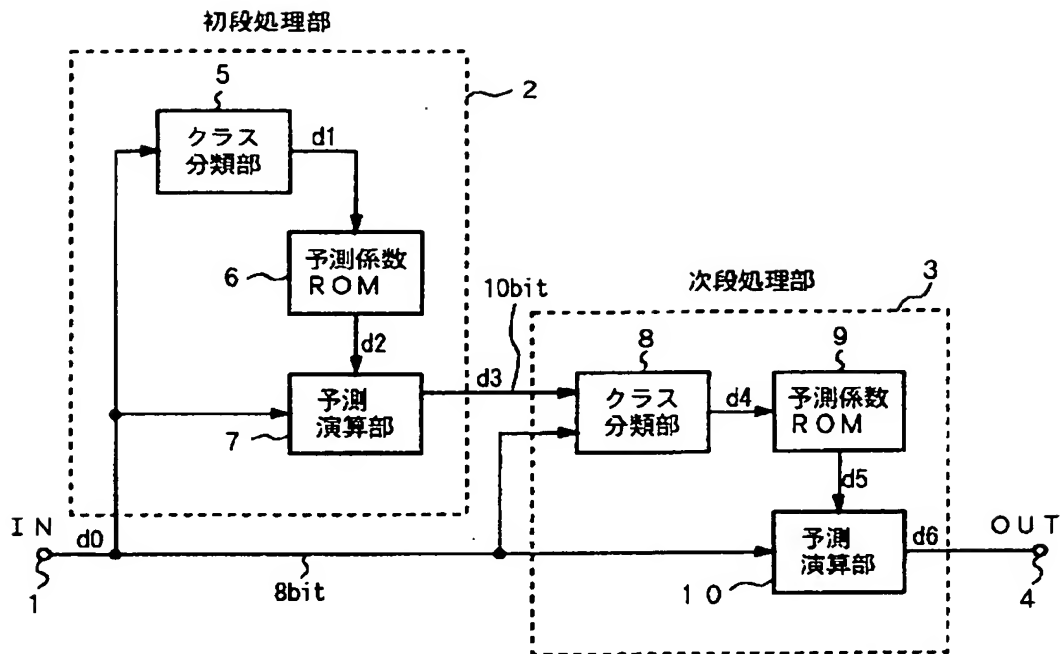 初段処理部
5
2
クラス
分類部
d1
6
予測係数
ROM
d2
10bit
次段処理部
3
7
予測
演算部
d3
8
クラス
分類部
d4
9
予測係数
ROM
d5
IN
d0
1
8bit
予測
演算部
10
d6
OUT
4